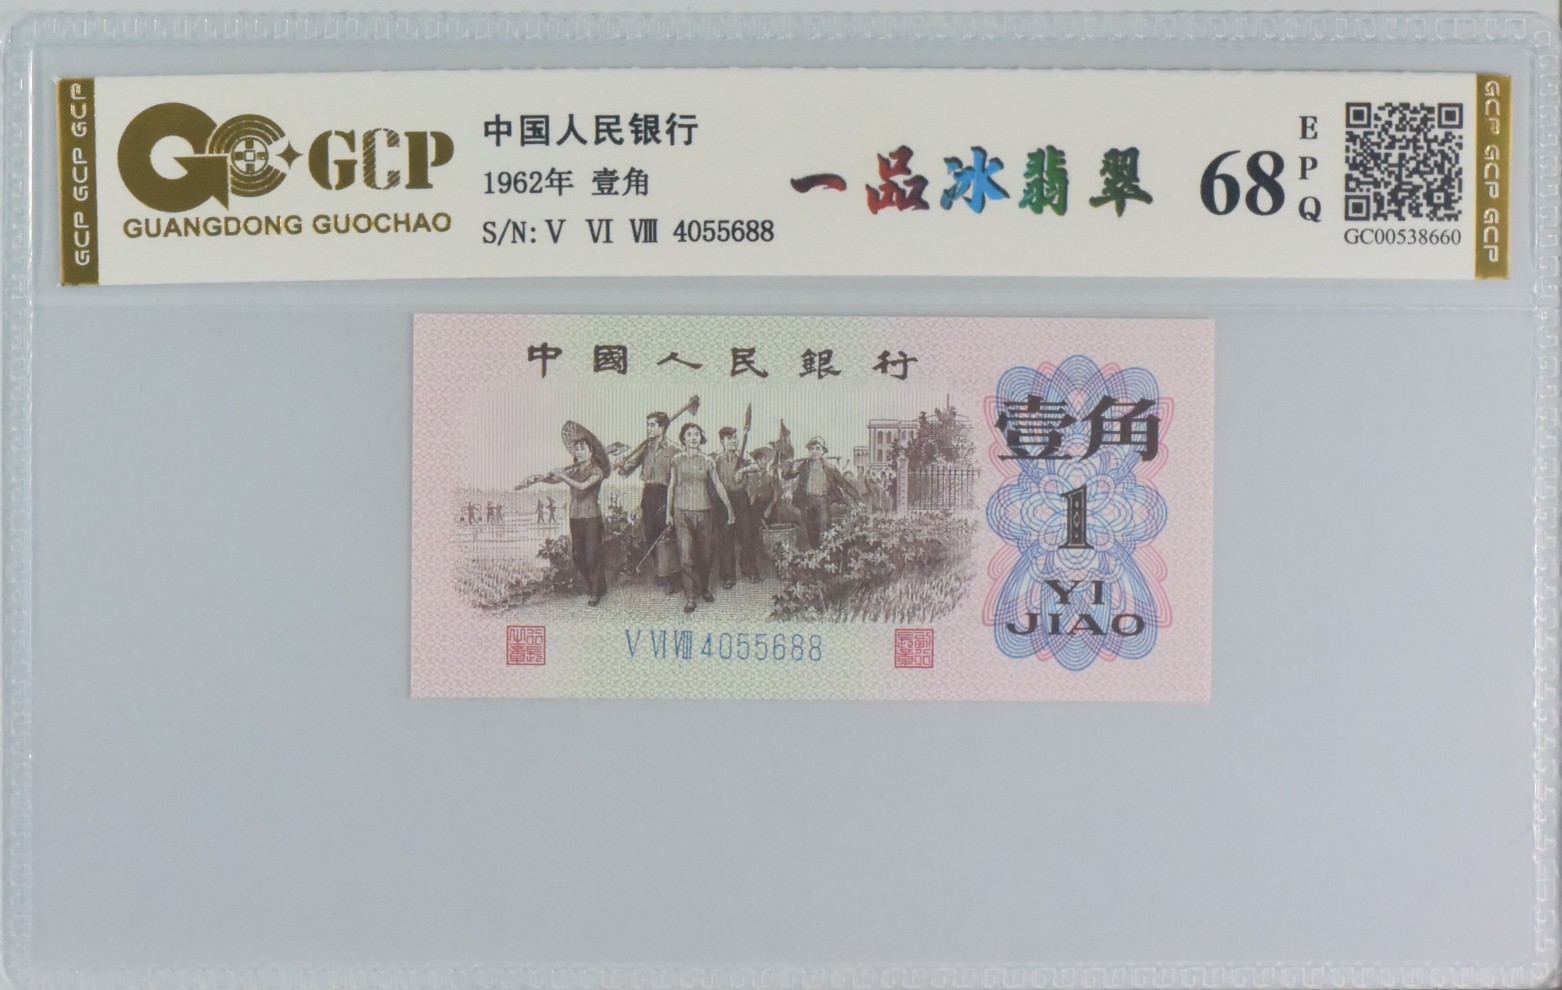 GCP GCP GCP
GCP
GUANGDONG GUOCHAO
中国人民银行
1962年 壹角
S/N: Ⅴ Ⅵ Ⅷ 4055688
一品冰翡翠
68
EPQ
GC00538660
GCP GCP GCP
中國人民銀行
壹角
1
YI
JIAO
Ⅴ Ⅵ Ⅷ 4055688